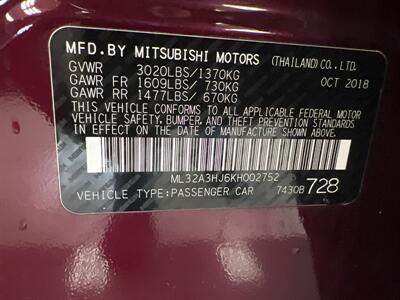 MFD.BY MITSUBISHI MOTORS (THAILAND) CO., LTD.
GVWR 3020LBS/1370KG OCT 2018
GAWR FR 1609LBS/ 730KG
GAWR RR 1477LBS/ 670KG
THIS VEHICLE CONFORMS TO ALL APPLICABLE FEDERAL MOTOR
VEHICLE SAFETY, BUMPER, AND THEFT PREVENTION STANDARDS
IN EFFECT ON THE DATE OF MANUFACTURE SHOWN ABOVE.
ML32A3HJ6KH002752
VEHICLE TYPE:PASSENGER CAR 7430B 728